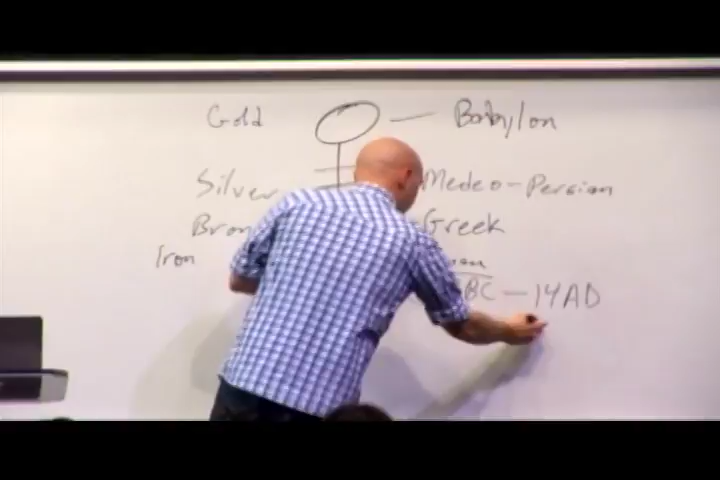 Gold — Babylon
Silver Medeo-Persian
Greek
Iron
BC — 14AD